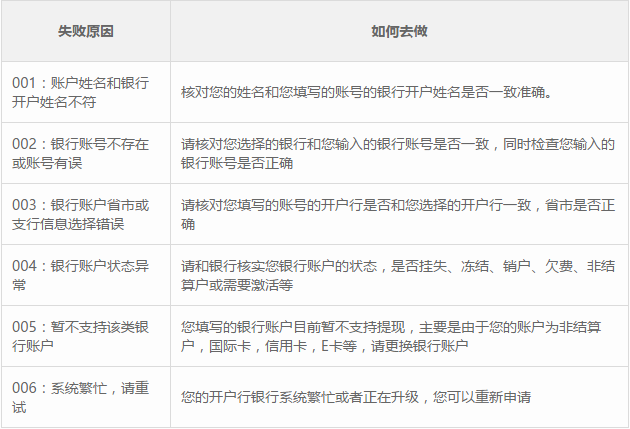 失败原因
如何去做
001：账户姓名和银行
开户姓名不符
核对您的姓名和您填写的账号的银行开户姓名是否一致准确。
002：银行账号不存在
或账号有误
请核对您选择的银行和您输入的银行账号是否一致，同时检查您输入的
银行账号是否正确
003：银行账户省市或
支行信息选择错误
请核对您填写的账号的开户行是否和您选择的开户行一致，省市是否正
确
004：银行账户状态异
常
请和银行核实您银行账户的状态，是否挂失、冻结、销户、欠费、非结
算户或需要激活等
005：暂不支持该类银
行账户
您填写的银行账户目前暂不支持提现，主要是由于您的账户为非结算
户，国际卡，信用卡，E卡等，请更换银行账户
006：系统繁忙，请重
试
您的开户行银行系统繁忙或者正在升级，您可以重新申请